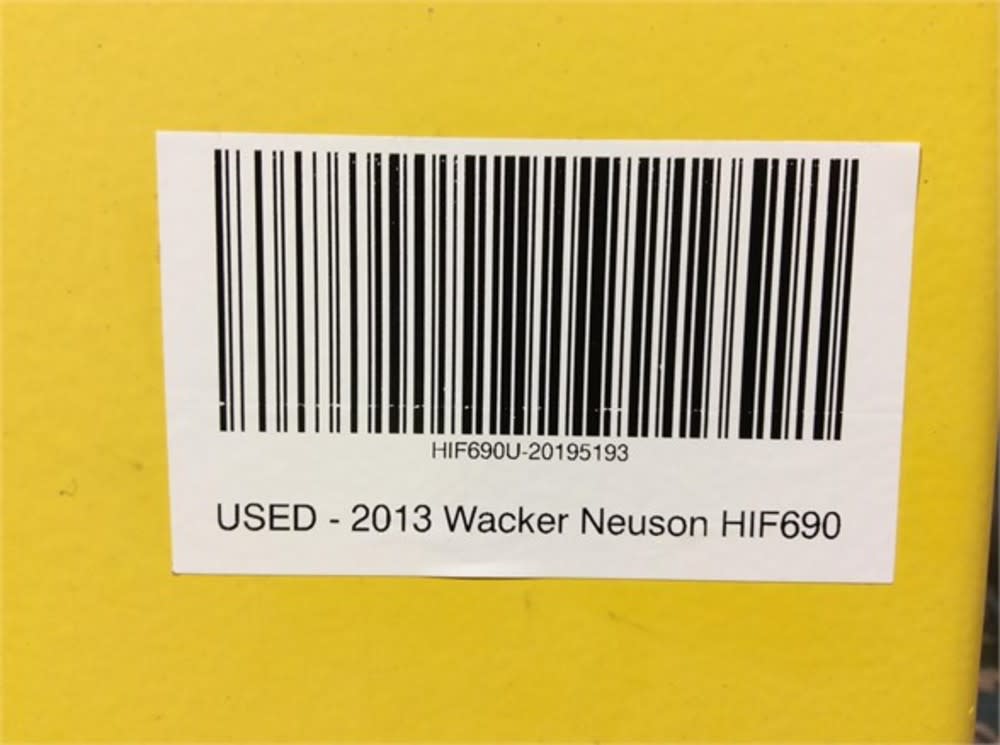 HIF690U-20195193
USED - 2013 Wacker Neuson HIF690